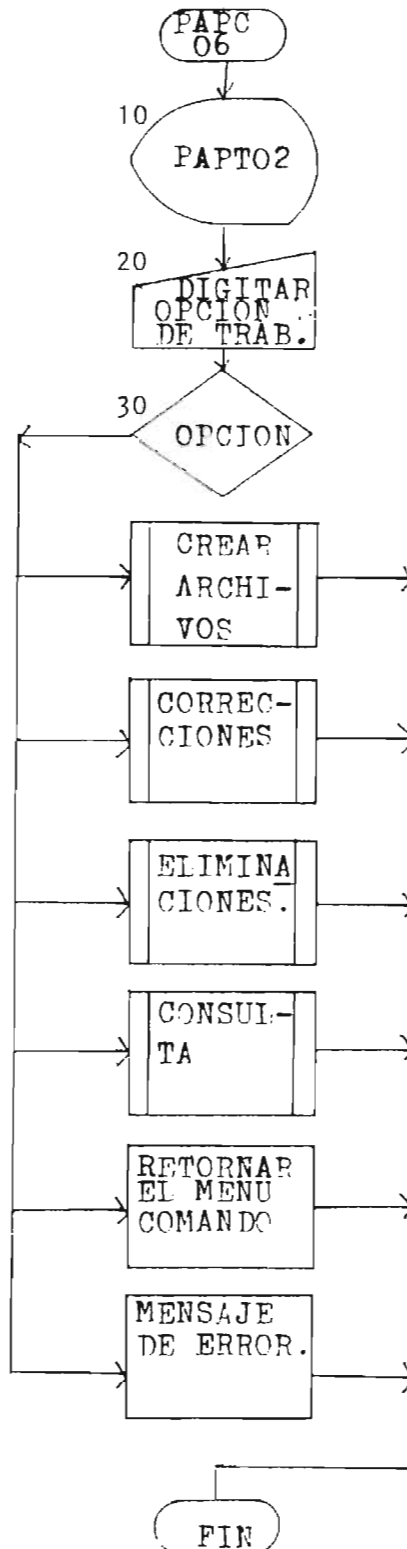 PAPC
06
10
PAPTO2
20
DIGITAR
OPCION
DE TRAB.
30
OPCION
CREAR
ARCHI-
VOS
CORREC-
CIONES
ELIMINA
CIONES.
CONSUL-
TA
RETORNAR
EL MENU
COMANDO
MENSAJE
DE ERROR.
FIN